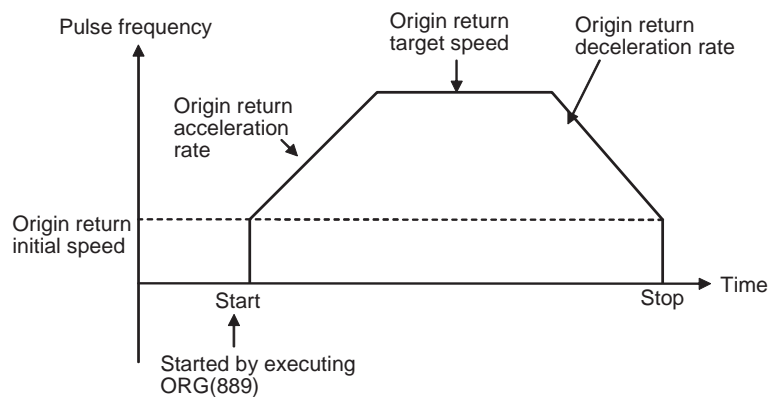 Pulse frequency
Origin return
target speed
Origin return
deceleration rate
Origin return
acceleration
rate
Origin return
initial speed
Start
Stop
Time
Started by executing
ORG(889)